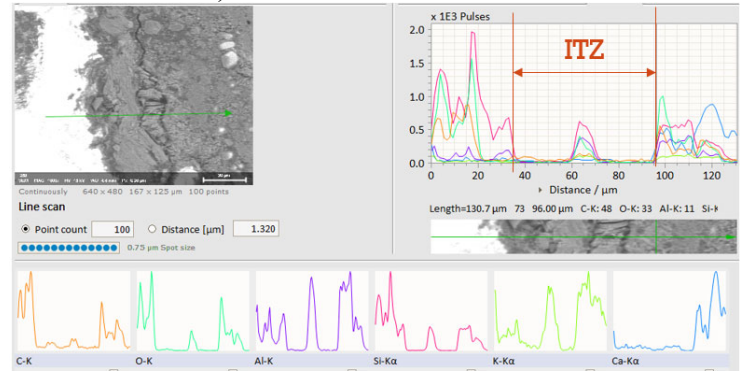 x 1E3 Pulses
2.0
1.5
1.0
0.5
0.0
ITZ
0 20 40 60 80 100 120
Distance / µm
Continuously 640 x 480 167 x 125 µm 100 points
Line scan
Point count 100 Distance [µm] 1.320
0.75 µm Spot size
Length=130.7 µm 73 96.00 µm C-K: 48 O-K: 33 Al-K: 11 Si-K
C-K O-K Al-K Si-Kα K-Kα Ca-Kα